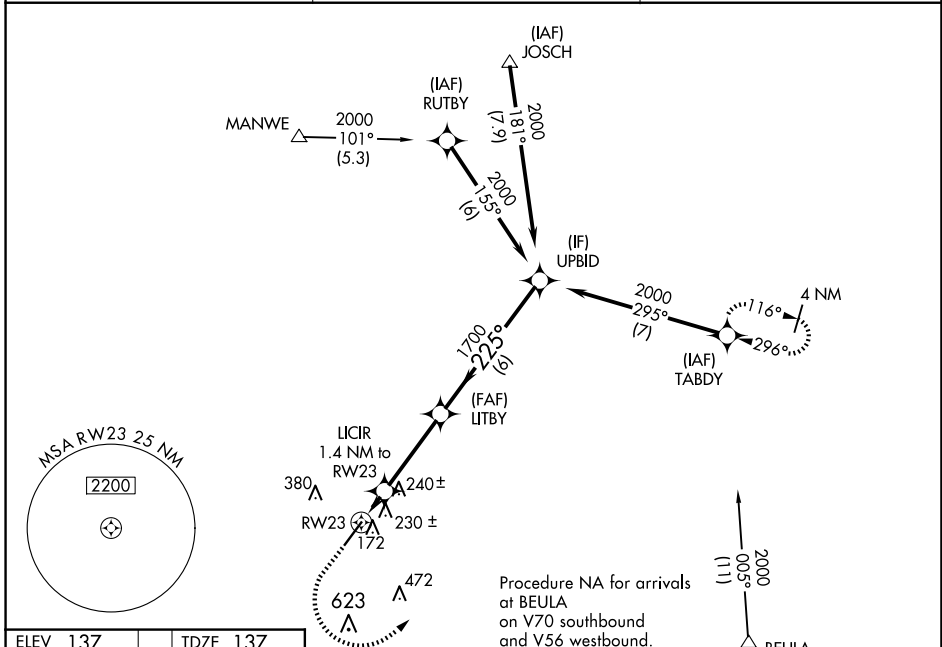 (IAF)
JOSCH
(IAF)
RUTBY
MANWE
2000
101°
(5.3)
2000
181°
(7.9)
2000
155°
(6)
(IF)
UPBID
2000
295°
(7)
116°
4 NM
296°
(IAF)
TABDY
1700
225°
(6)
(FAF)
LITBY
LICIR
1.4 NM to
RW23
MSA RW23 25 NM
2200
380
240±
RW23
230 ±
172
472
623
2000
005°
(11)
Procedure NA for arrivals
at BEULA
on V70 southbound
and V56 westbound.
BEULA
ELEV 137
TDZE 137